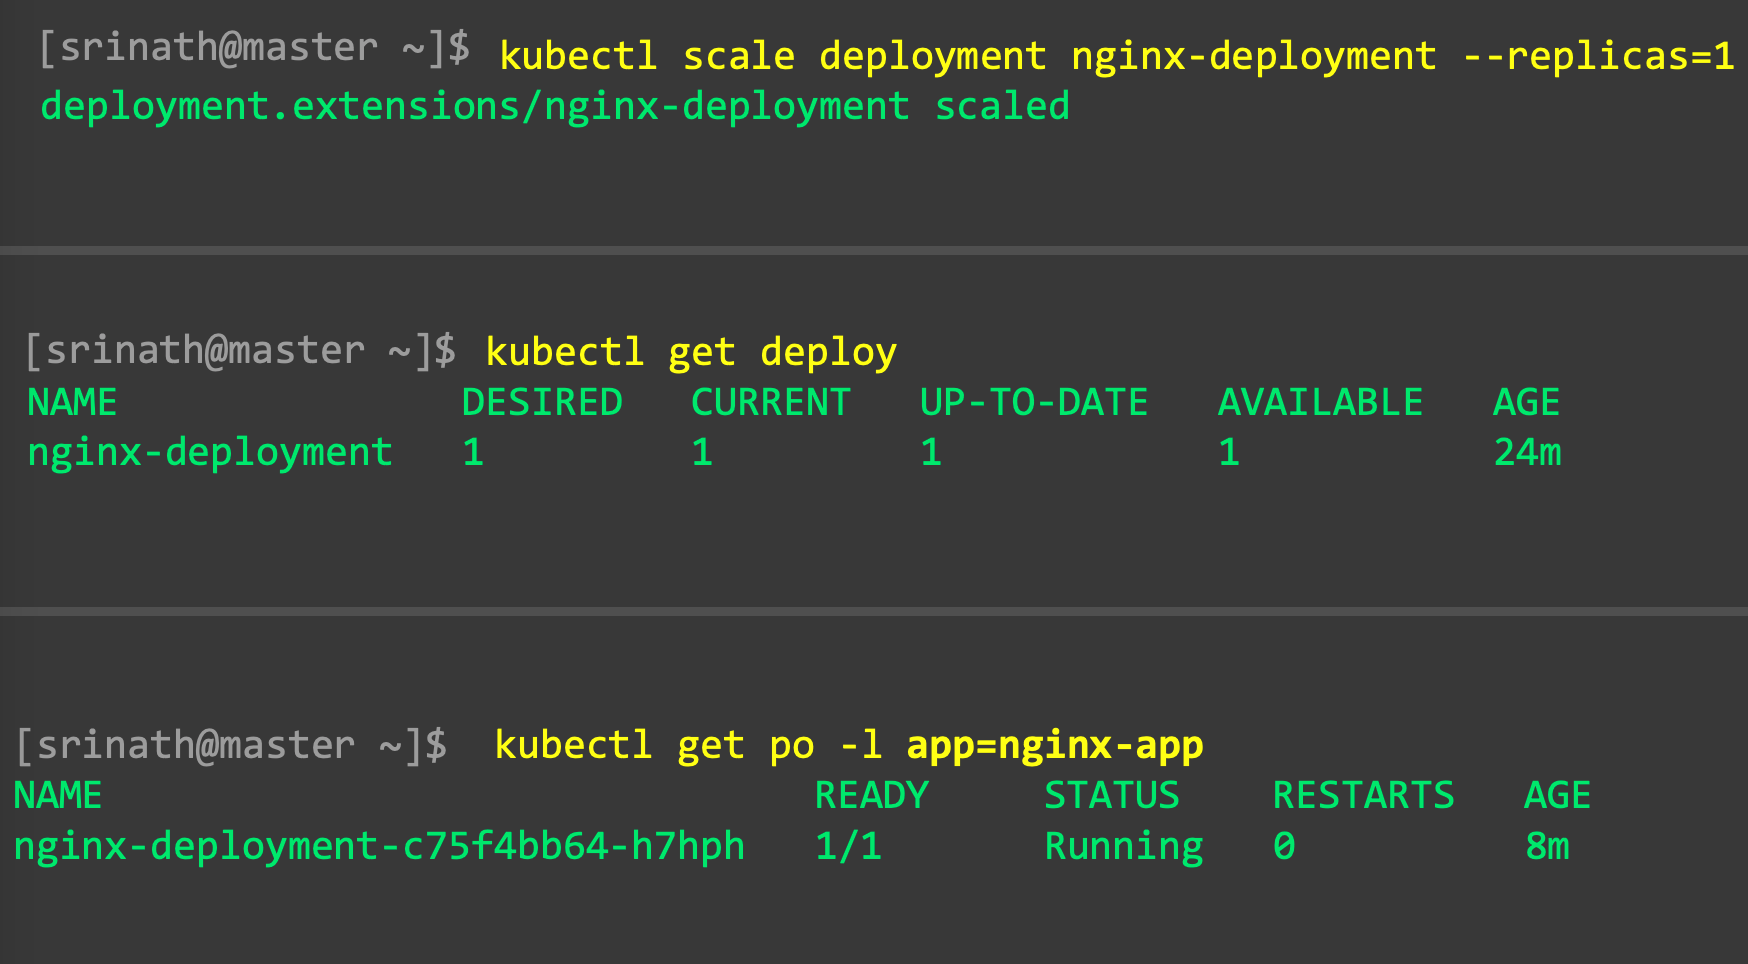 [srinath@master ~]$ kubectl scale deployment nginx-deployment --replicas=1
deployment.extensions/nginx-deployment scaled
[srinath@master ~]$ kubectl get deploy
NAME DESIRED CURRENT UP-TO-DATE AVAILABLE AGE
nginx-deployment 1 1 1 1 24m
[srinath@master ~]$ kubectl get po -l app=nginx-app
NAME READY STATUS RESTARTS AGE
nginx-deployment-c75f4bb64-h7hph 1/1 Running 0 8m